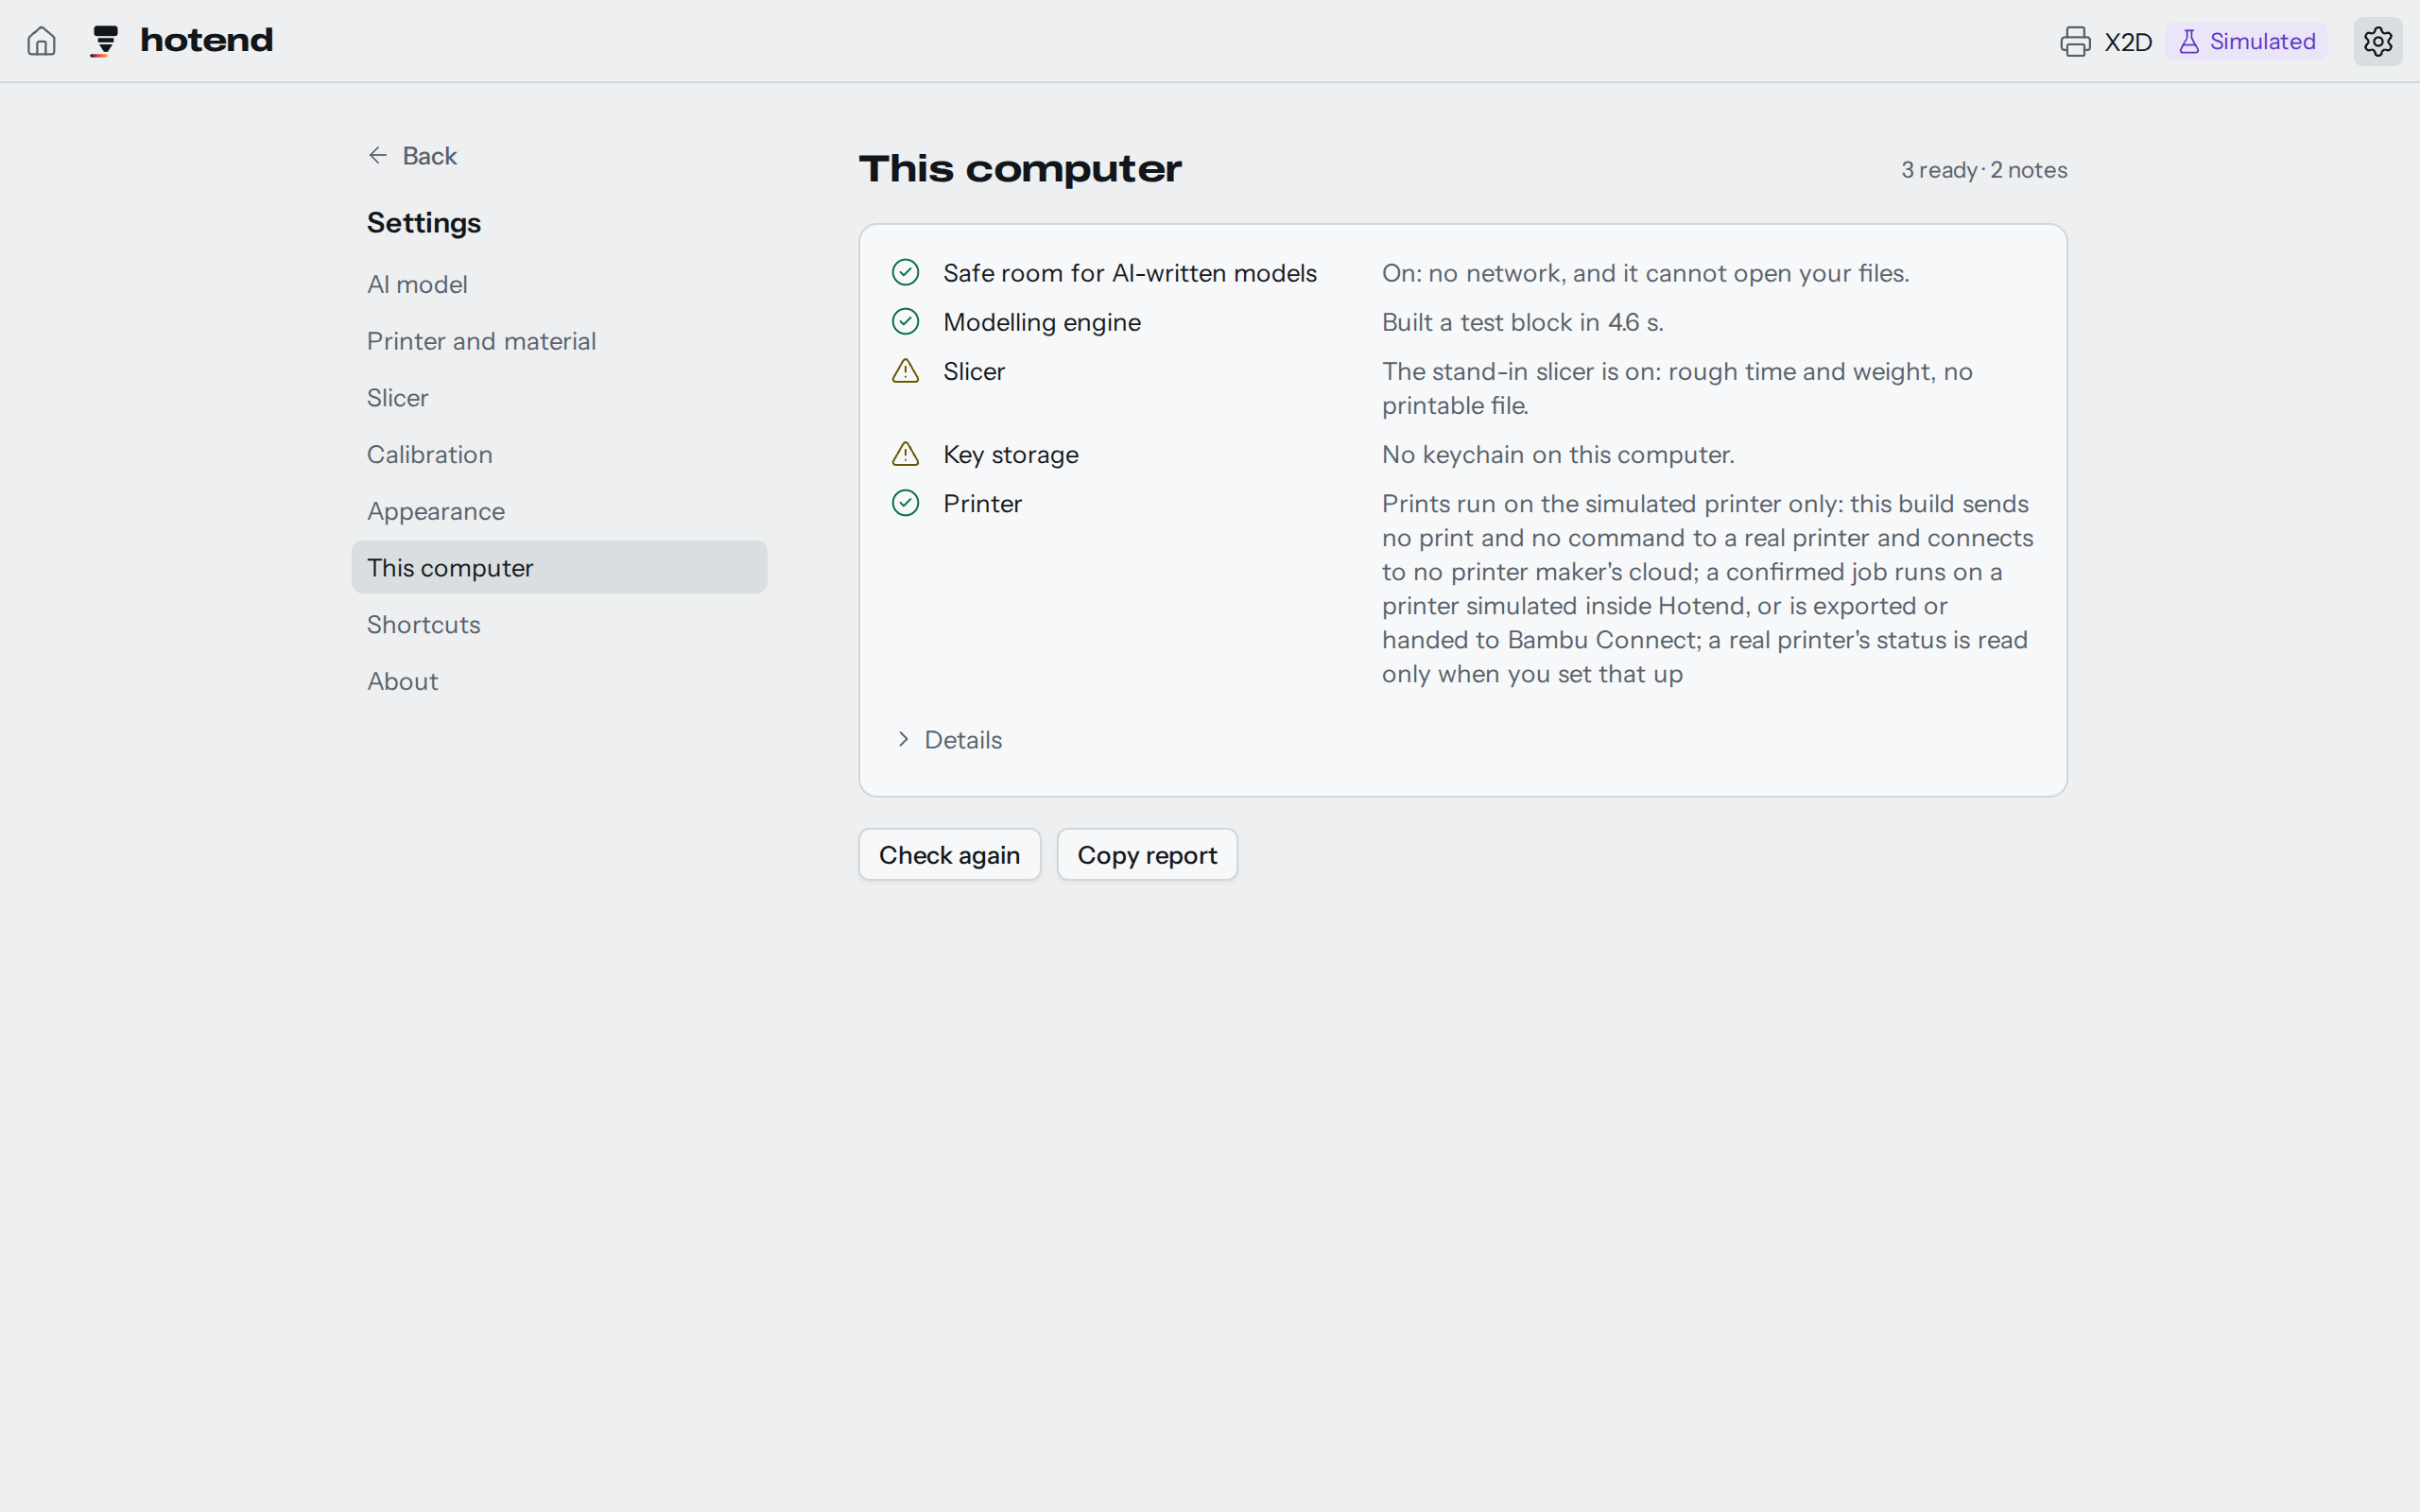 hotend
X2D
Simulated
Back
Settings
AI model
Printer and material
Slicer
Calibration
Appearance
This computer
Shortcuts
About
This computer
3 ready · 2 notes
Safe room for AI-written models
On: no network, and it cannot open your files.
Modelling engine
Built a test block in 4.6 s.
Slicer
The stand-in slicer is on: rough time and weight, no
printable file.
Key storage
No keychain on this computer.
Printer
Prints run on the simulated printer only: this build sends
no print and no command to a real printer and connects
to no printer maker's cloud; a confirmed job runs on a
printer simulated inside Hotend, or is exported or
handed to Bambu Connect; a real printer's status is read
only when you set that up
Details
Check again
Copy report